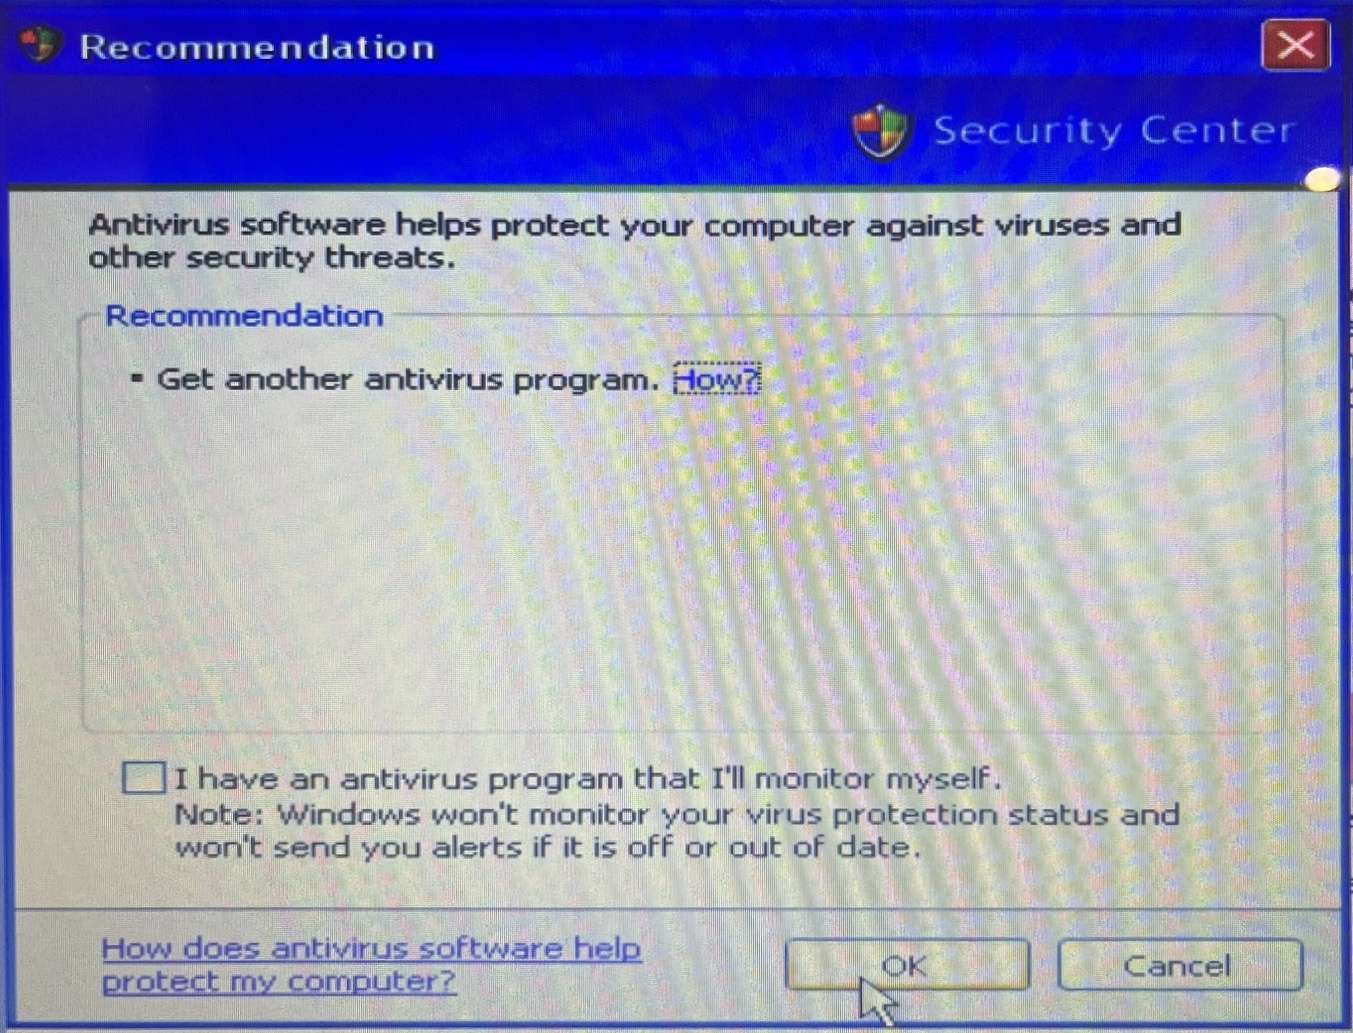 Recommendation
Security Center
Antivirus software helps protect your computer against viruses and
other security threats.
Recommendation
▪ Get another antivirus program. How?
I have an antivirus program that I'll monitor myself.
Note: Windows won't monitor your virus protection status and
won't send you alerts if it is off or out of date.
How does antivirus software help
protect my computer?
OK
Cancel